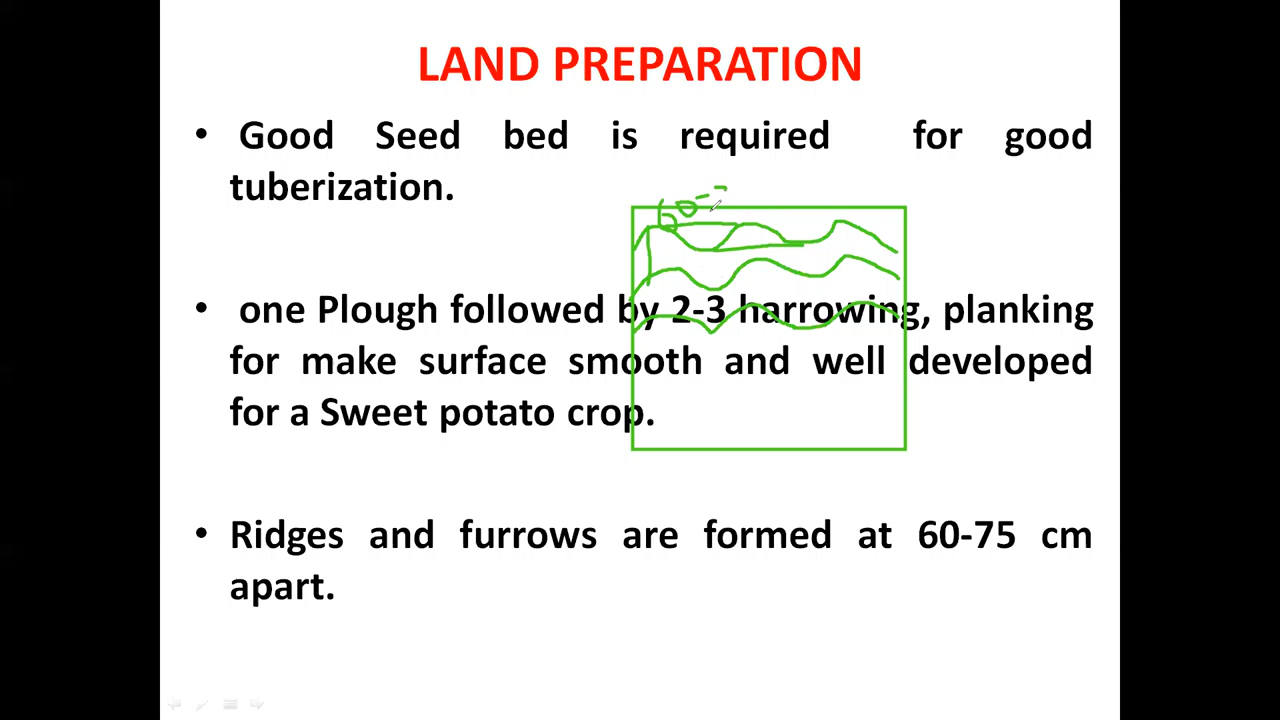 LAND PREPARATION
• Good Seed bed is required for good
tuberization.
60-
• one Plough followed by 2-3 harrowing, planking
for make surface smooth and well developed
for a Sweet potato crop.
• Ridges and furrows are formed at 60-75 cm
apart.